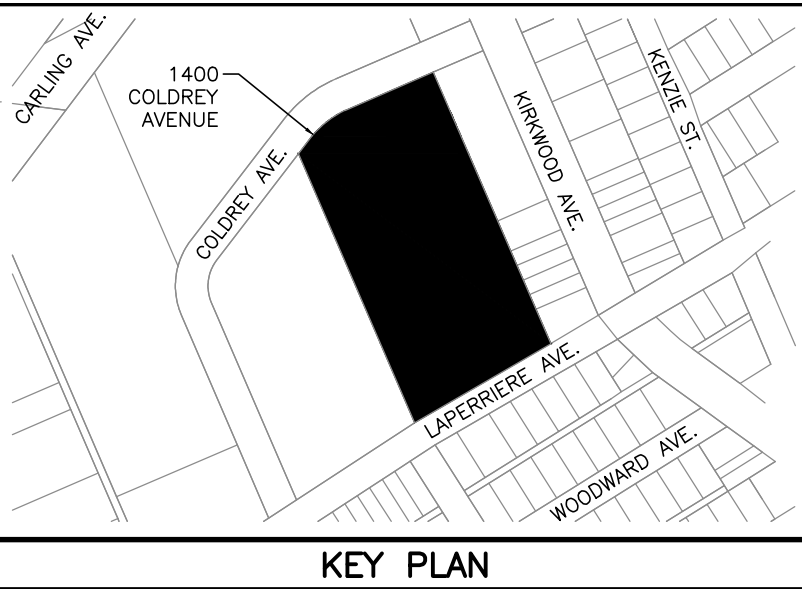 CARLING AVE.
1400
COLDREY
AVENUE
KENZIE ST.
KIRKWOOD AVE.
COLDREY AVE.
LAPERRIERE AVE.
WOODWARD AVE.
KEY PLAN